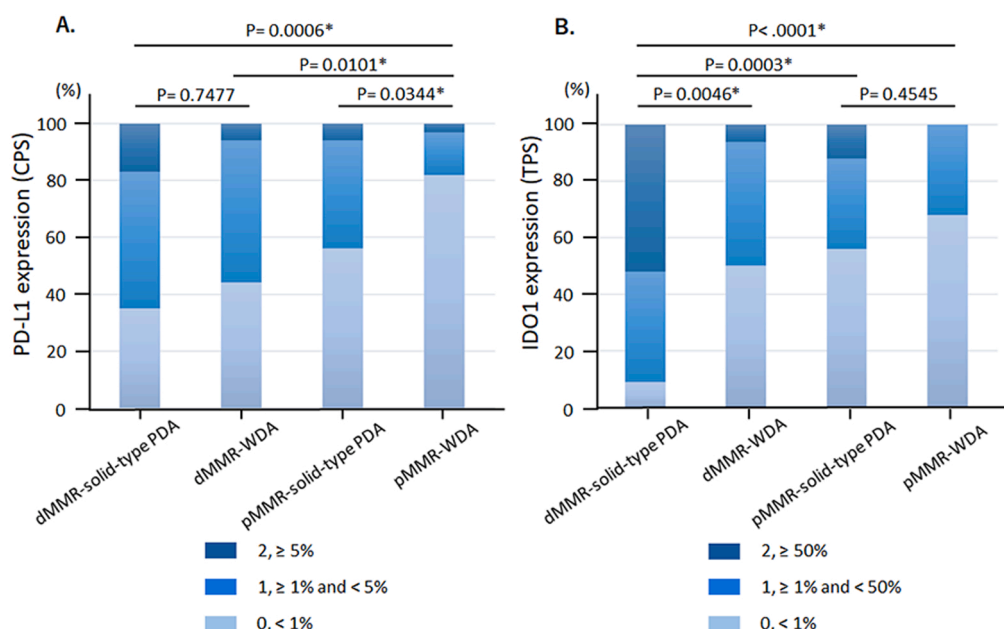 A.
P= 0.0006*
P= 0.0101*
P= 0.7477
P= 0.0344*
(%)
100
80
60
40
20
0
PD-L1 expression (CPS)
dMMR-solid-type PDA
dMMR-WDA
pMMR-solid-type PDA
pMMR-WDA
2, ≥ 5%
1, ≥ 1% and < 5%
0, < 1%
B.
P< .0001*
P= 0.0003*
P= 0.0046*
P= 0.4545
(%)
100
80
60
40
20
0
IDO1 expression (TPS)
dMMR-solid-type PDA
dMMR-WDA
pMMR-solid-type PDA
pMMR-WDA
2, ≥ 50%
1, ≥ 1% and < 50%
0, < 1%